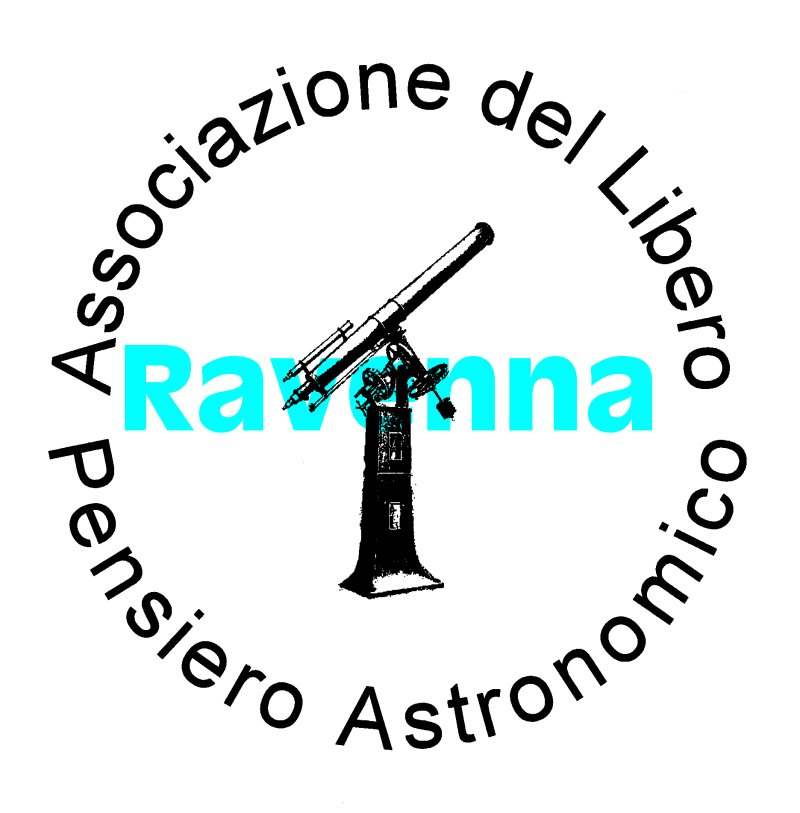 Associazione del Libero
Ravenna
Pensiero Astronomico